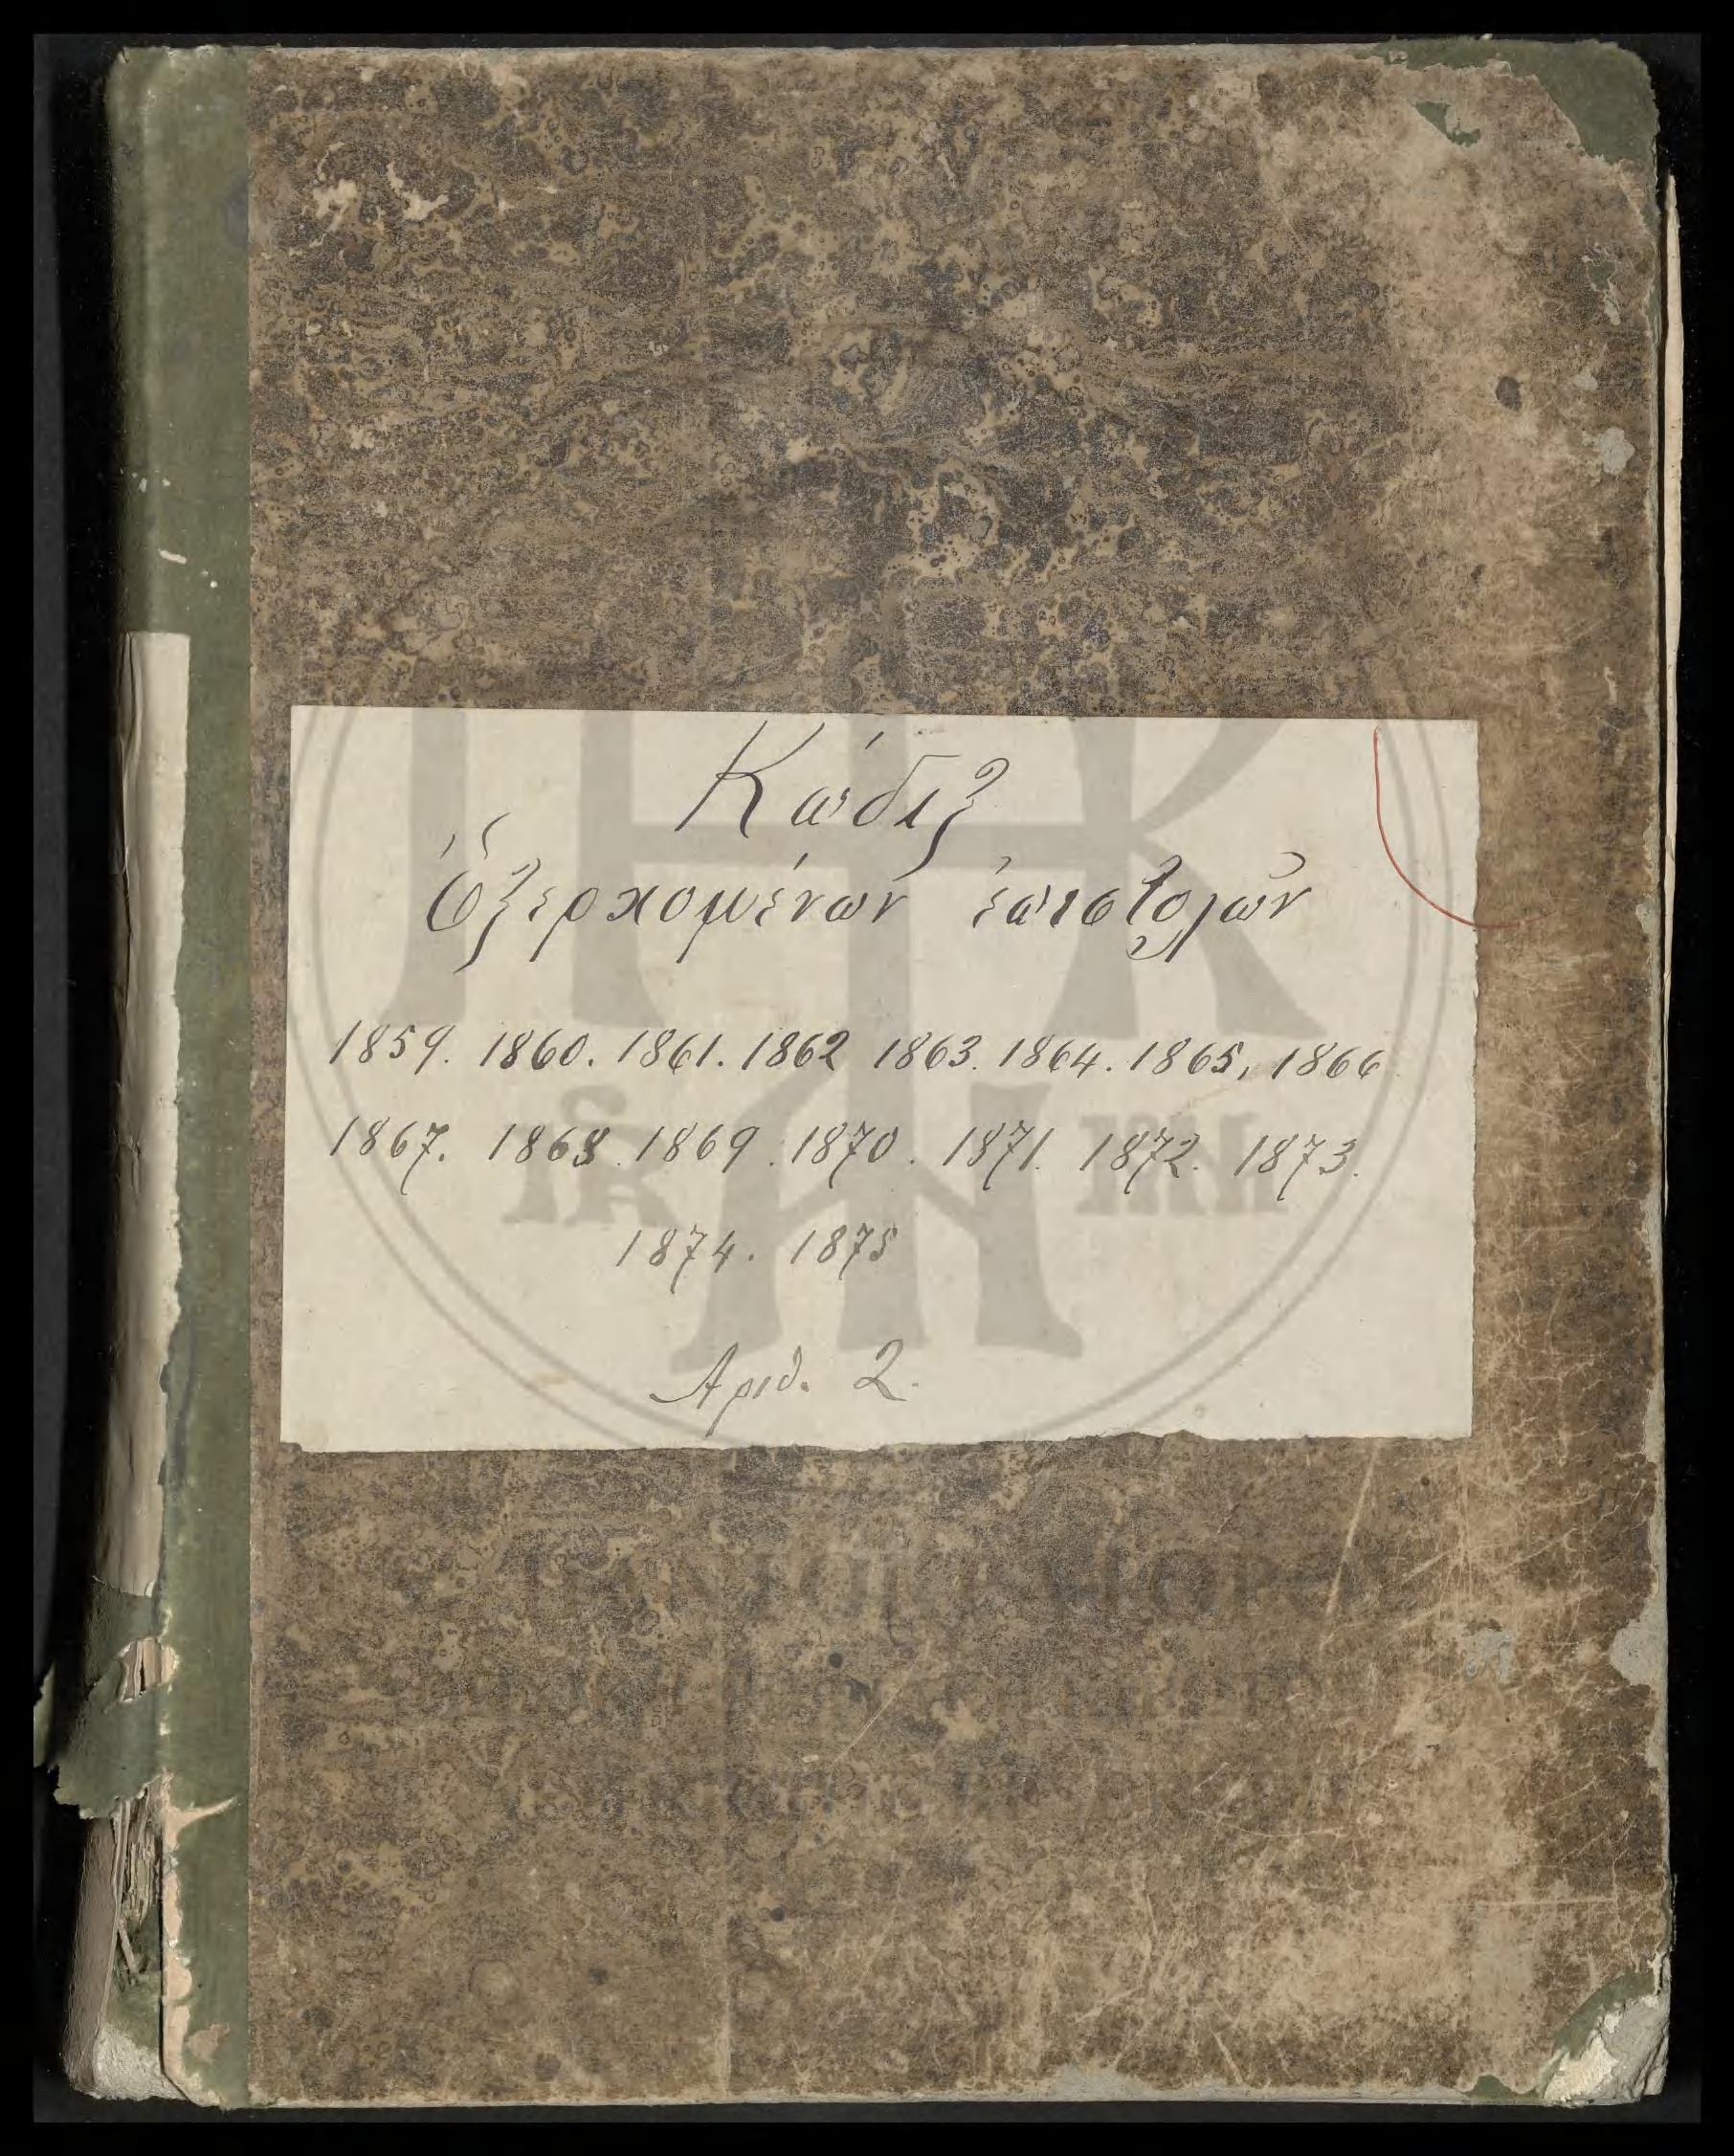 Κώδιξ
Ἐξερχομένων ἐπιστολῶν
1859. 1860. 1861. 1862 1863. 1864. 1865, 1866
1867. 1868. 1869. 1870. 1871. 1872. 1873.
1874. 1875
Αριθ. 2.